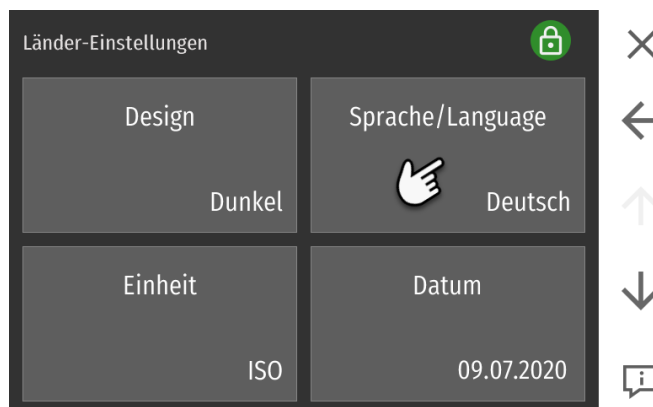 Länder-Einstellungen
Design
Dunkel
Sprache/Language
Deutsch
Einheit
ISO
Datum
09.07.2020